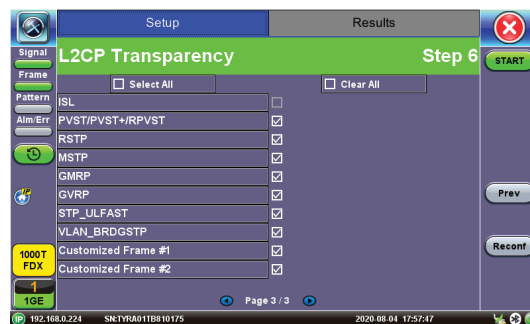 Setup Results
Signal
L2CP Transparency Step 6
START
Frame
Select All Clear All
Pattern
ISL
Alm/Err
PVST/PVST+/RPVST
RSTP
MSTP
GMRP
IP
GVRP
Prev
STP_ULFAST
VLAN_BRDGSTP
Customized Frame #1
Reconf
1000T
FDX
Customized Frame #2
1
1GE
Page 3 / 3
IP 192.168.0.224 SN:TYRA01TB810175 2020-08-04 17:57:47